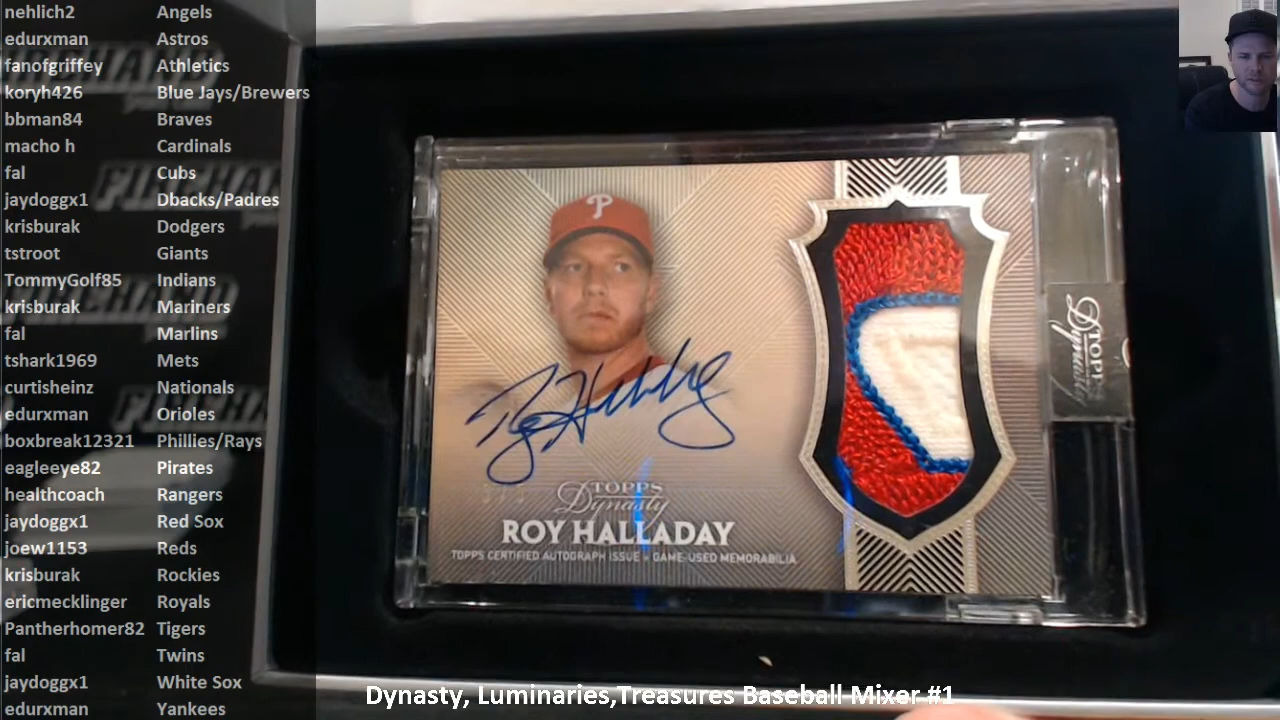 nehlich2 Angels
edurxman Astros
fanofgriffey Athletics
koryh426 Blue Jays/Brewers
bbman84 Braves
macho h Cardinals
fal Cubs
jaydoggx1 Dbacks/Padres
krisburak Dodgers
tstroot Giants
TommyGolf85 Indians
krisburak Mariners
fal Marlins
tshark1969 Mets
curtisheinz Nationals
edurxman Orioles
boxbreak12321 Phillies/Rays
eagleeye82 Pirates
healthcoach Rangers
jaydoggx1 Red Sox
joew1153 Reds
krisburak Rockies
ericmecklinger Royals
Pantherhomer82 Tigers
fal Twins
jaydoggx1 White Sox
edurxman Yankees
P
Roy Halladay
TOPPS
Dynasty
ROY HALLADAY
TOPPS CERTIFIED AUTOGRAPH ISSUE • GAME-USED MEMORABILIA
TOPPS
Dynasty
Dynasty, Luminaries,Treasures Baseball Mixer #1